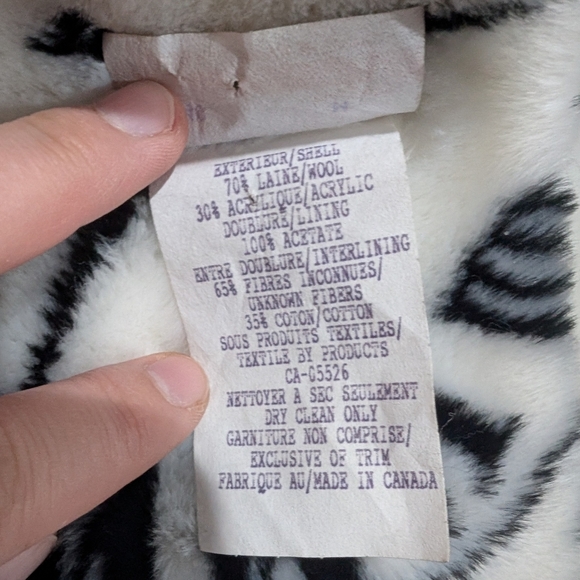 EXTERIEUR/SHELL
70% LAINE/WOOL
30% ACRYLIQUE/ACRYLIC
DOUBLURE/LINING
100% ACETATE
ENTRE DOUBLURE/INTERLINING
65% FIBRES INCONNUES/
UNKNOWN FIBERS
35% COTON/COTTON
SOUS PRODUITS TEXTILES/
TEXTILE BY PRODUCTS
CA-05526
NETTOYER A SEC SEULEMENT
DRY CLEAN ONLY
GARNITURE NON COMPRISE/
EXCLUSIVE OF TRIM
FABRIQUE AU/MADE IN CANADA